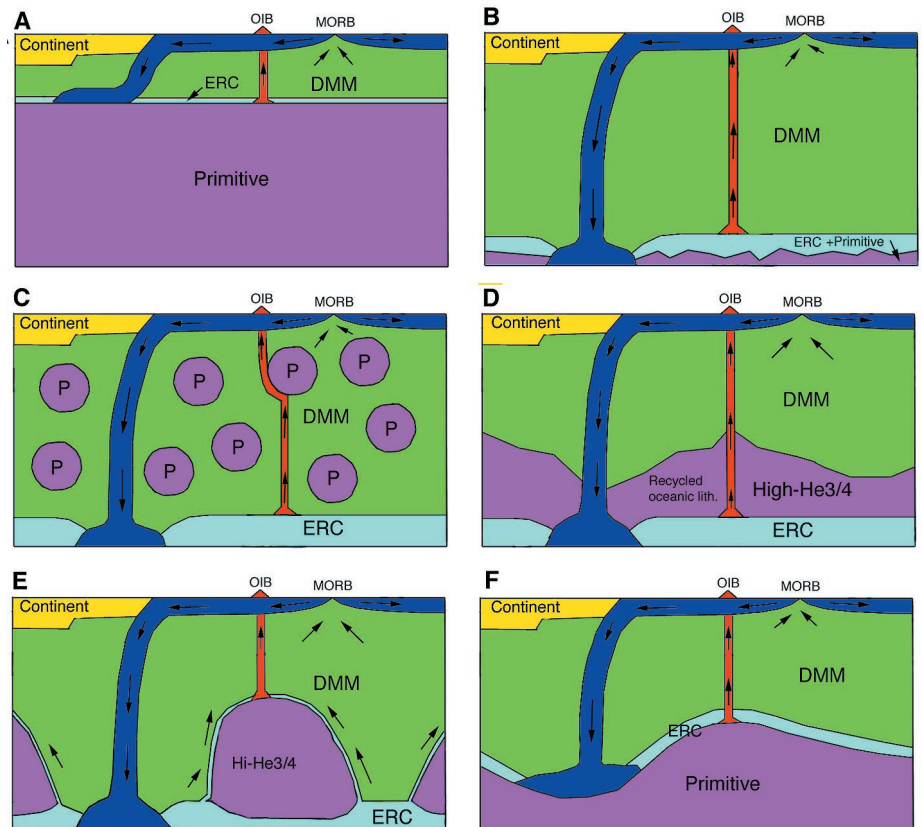 A
OIB
MORB
Continent
ERC
DMM
Primitive
B
OIB
MORB
Continent
DMM
ERC +Primitive
C
OIB
MORB
Continent
P
P
P
P
DMM
P
P
P
P
P
ERC
D
OIB
MORB
Continent
DMM
Recycled
oceanic lith.
High-He3/4
ERC
E
OIB
MORB
Continent
DMM
Hi-He3/4
ERC
F
OIB
MORB
Continent
DMM
ERC
Primitive